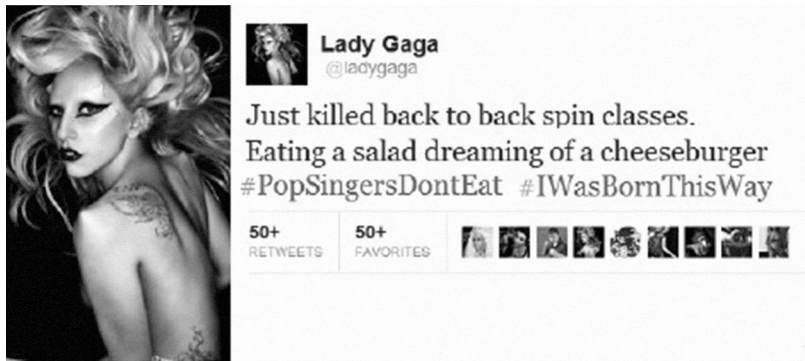 Lady Gaga
@ladygaga
Just killed back to back spin classes.
Eating a salad dreaming of a cheeseburger
#PopSingersDontEat #IWasBornThisWay
50+ 50+
RETWEETS FAVORITES